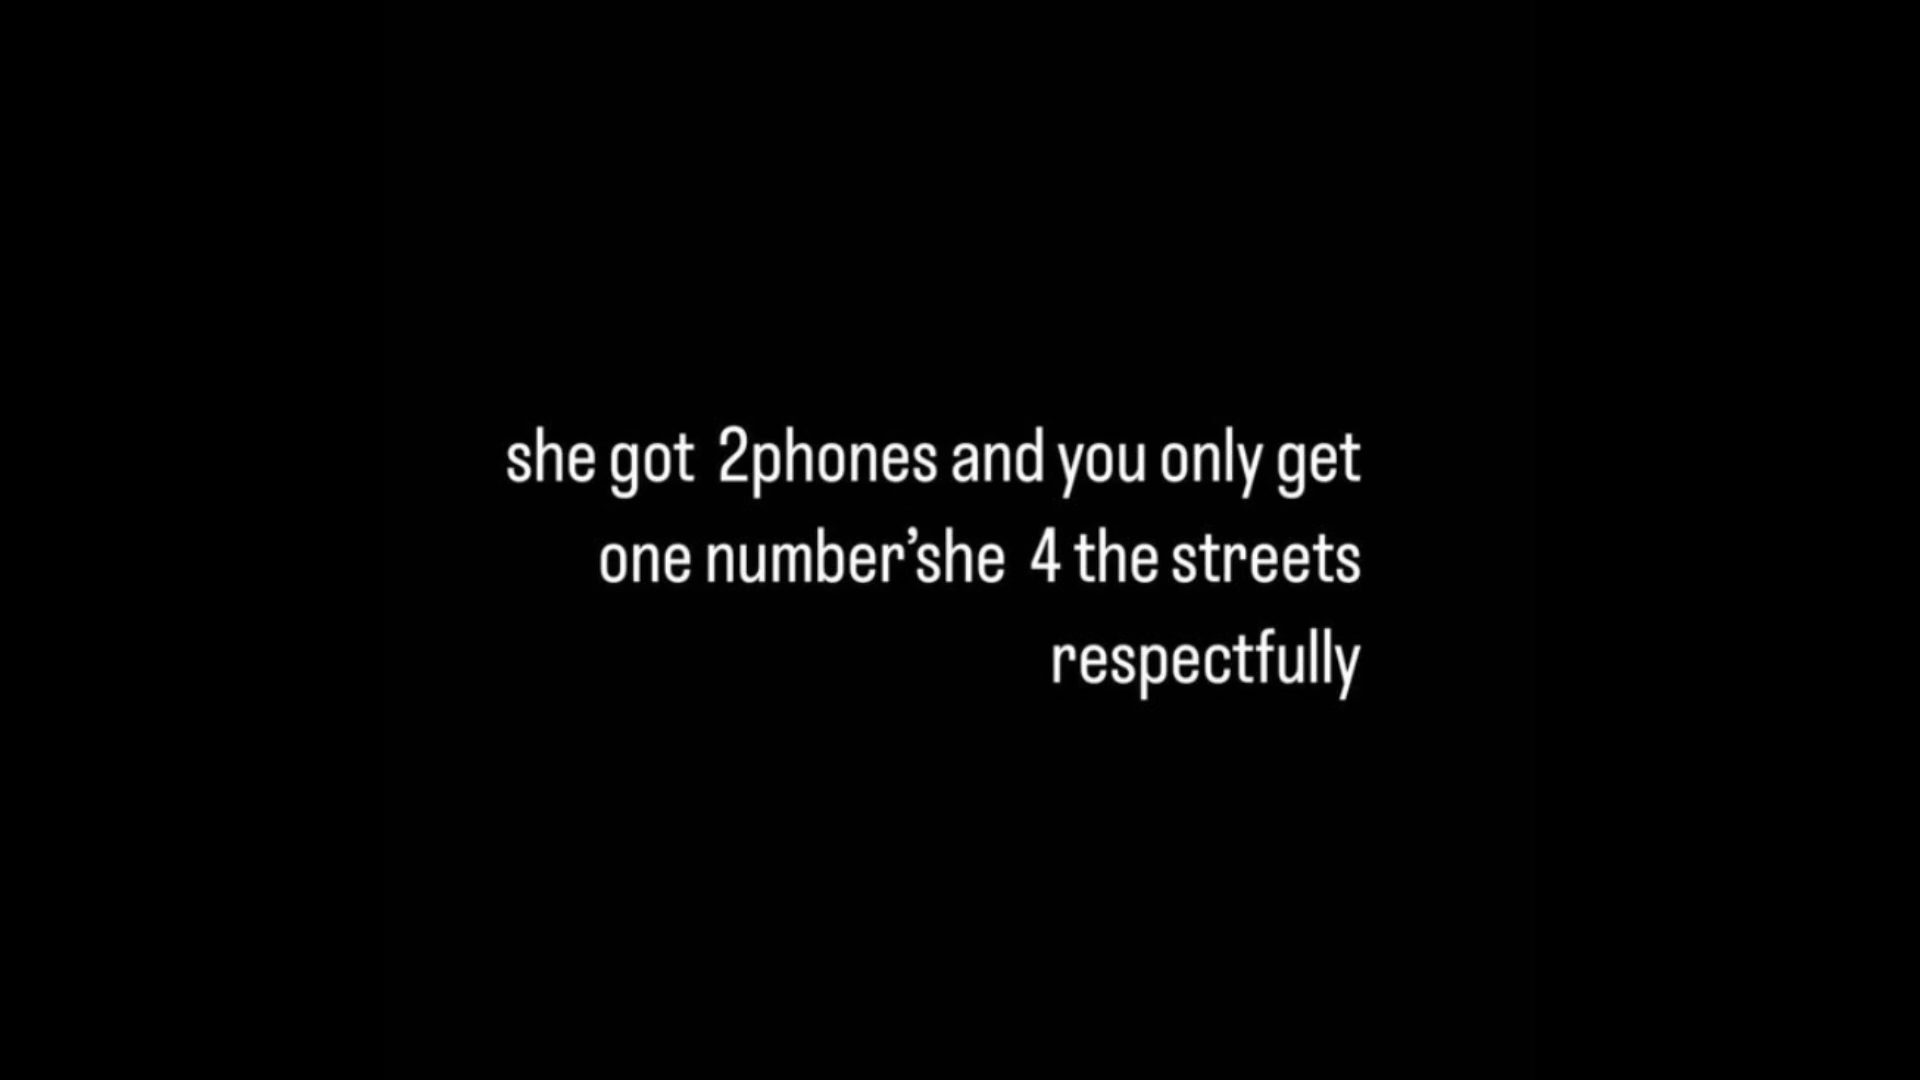 she got  2phones and you only get
one number’she  4 the streets
respectfully